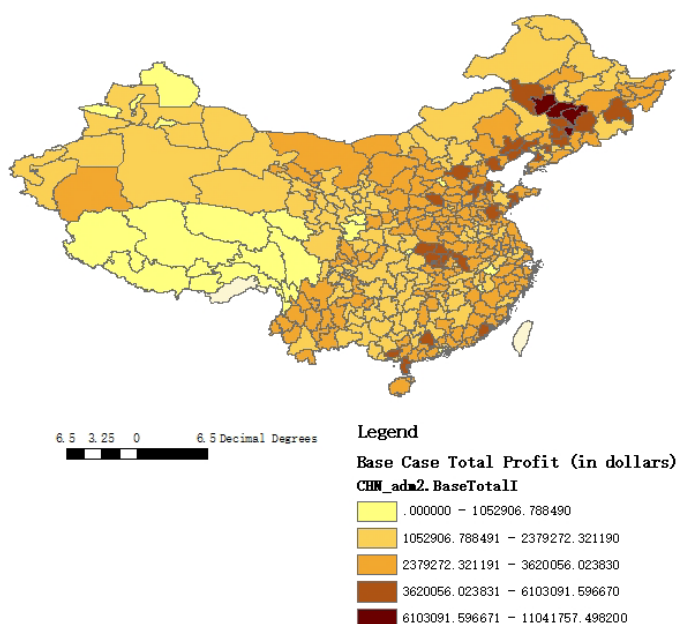 6.5 3.25 0 6.5 Decimal Degrees
Legend
Base Case Total Profit (in dollars)
CHN_adm2.BaseTotalI
.000000 - 1052906.788490
1052906.788491 - 2379272.321190
2379272.321191 - 3620056.023830
3620056.023831 - 6103091.596670
6103091.596671 - 11041757.498200